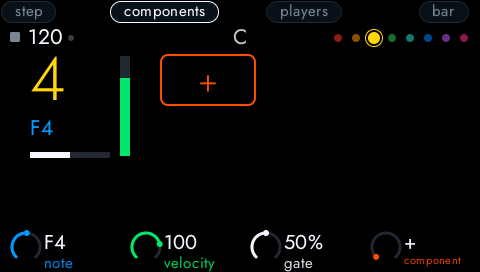 step components players bar
120 C
4
F4
+
F4 100 50% +
note velocity gate component